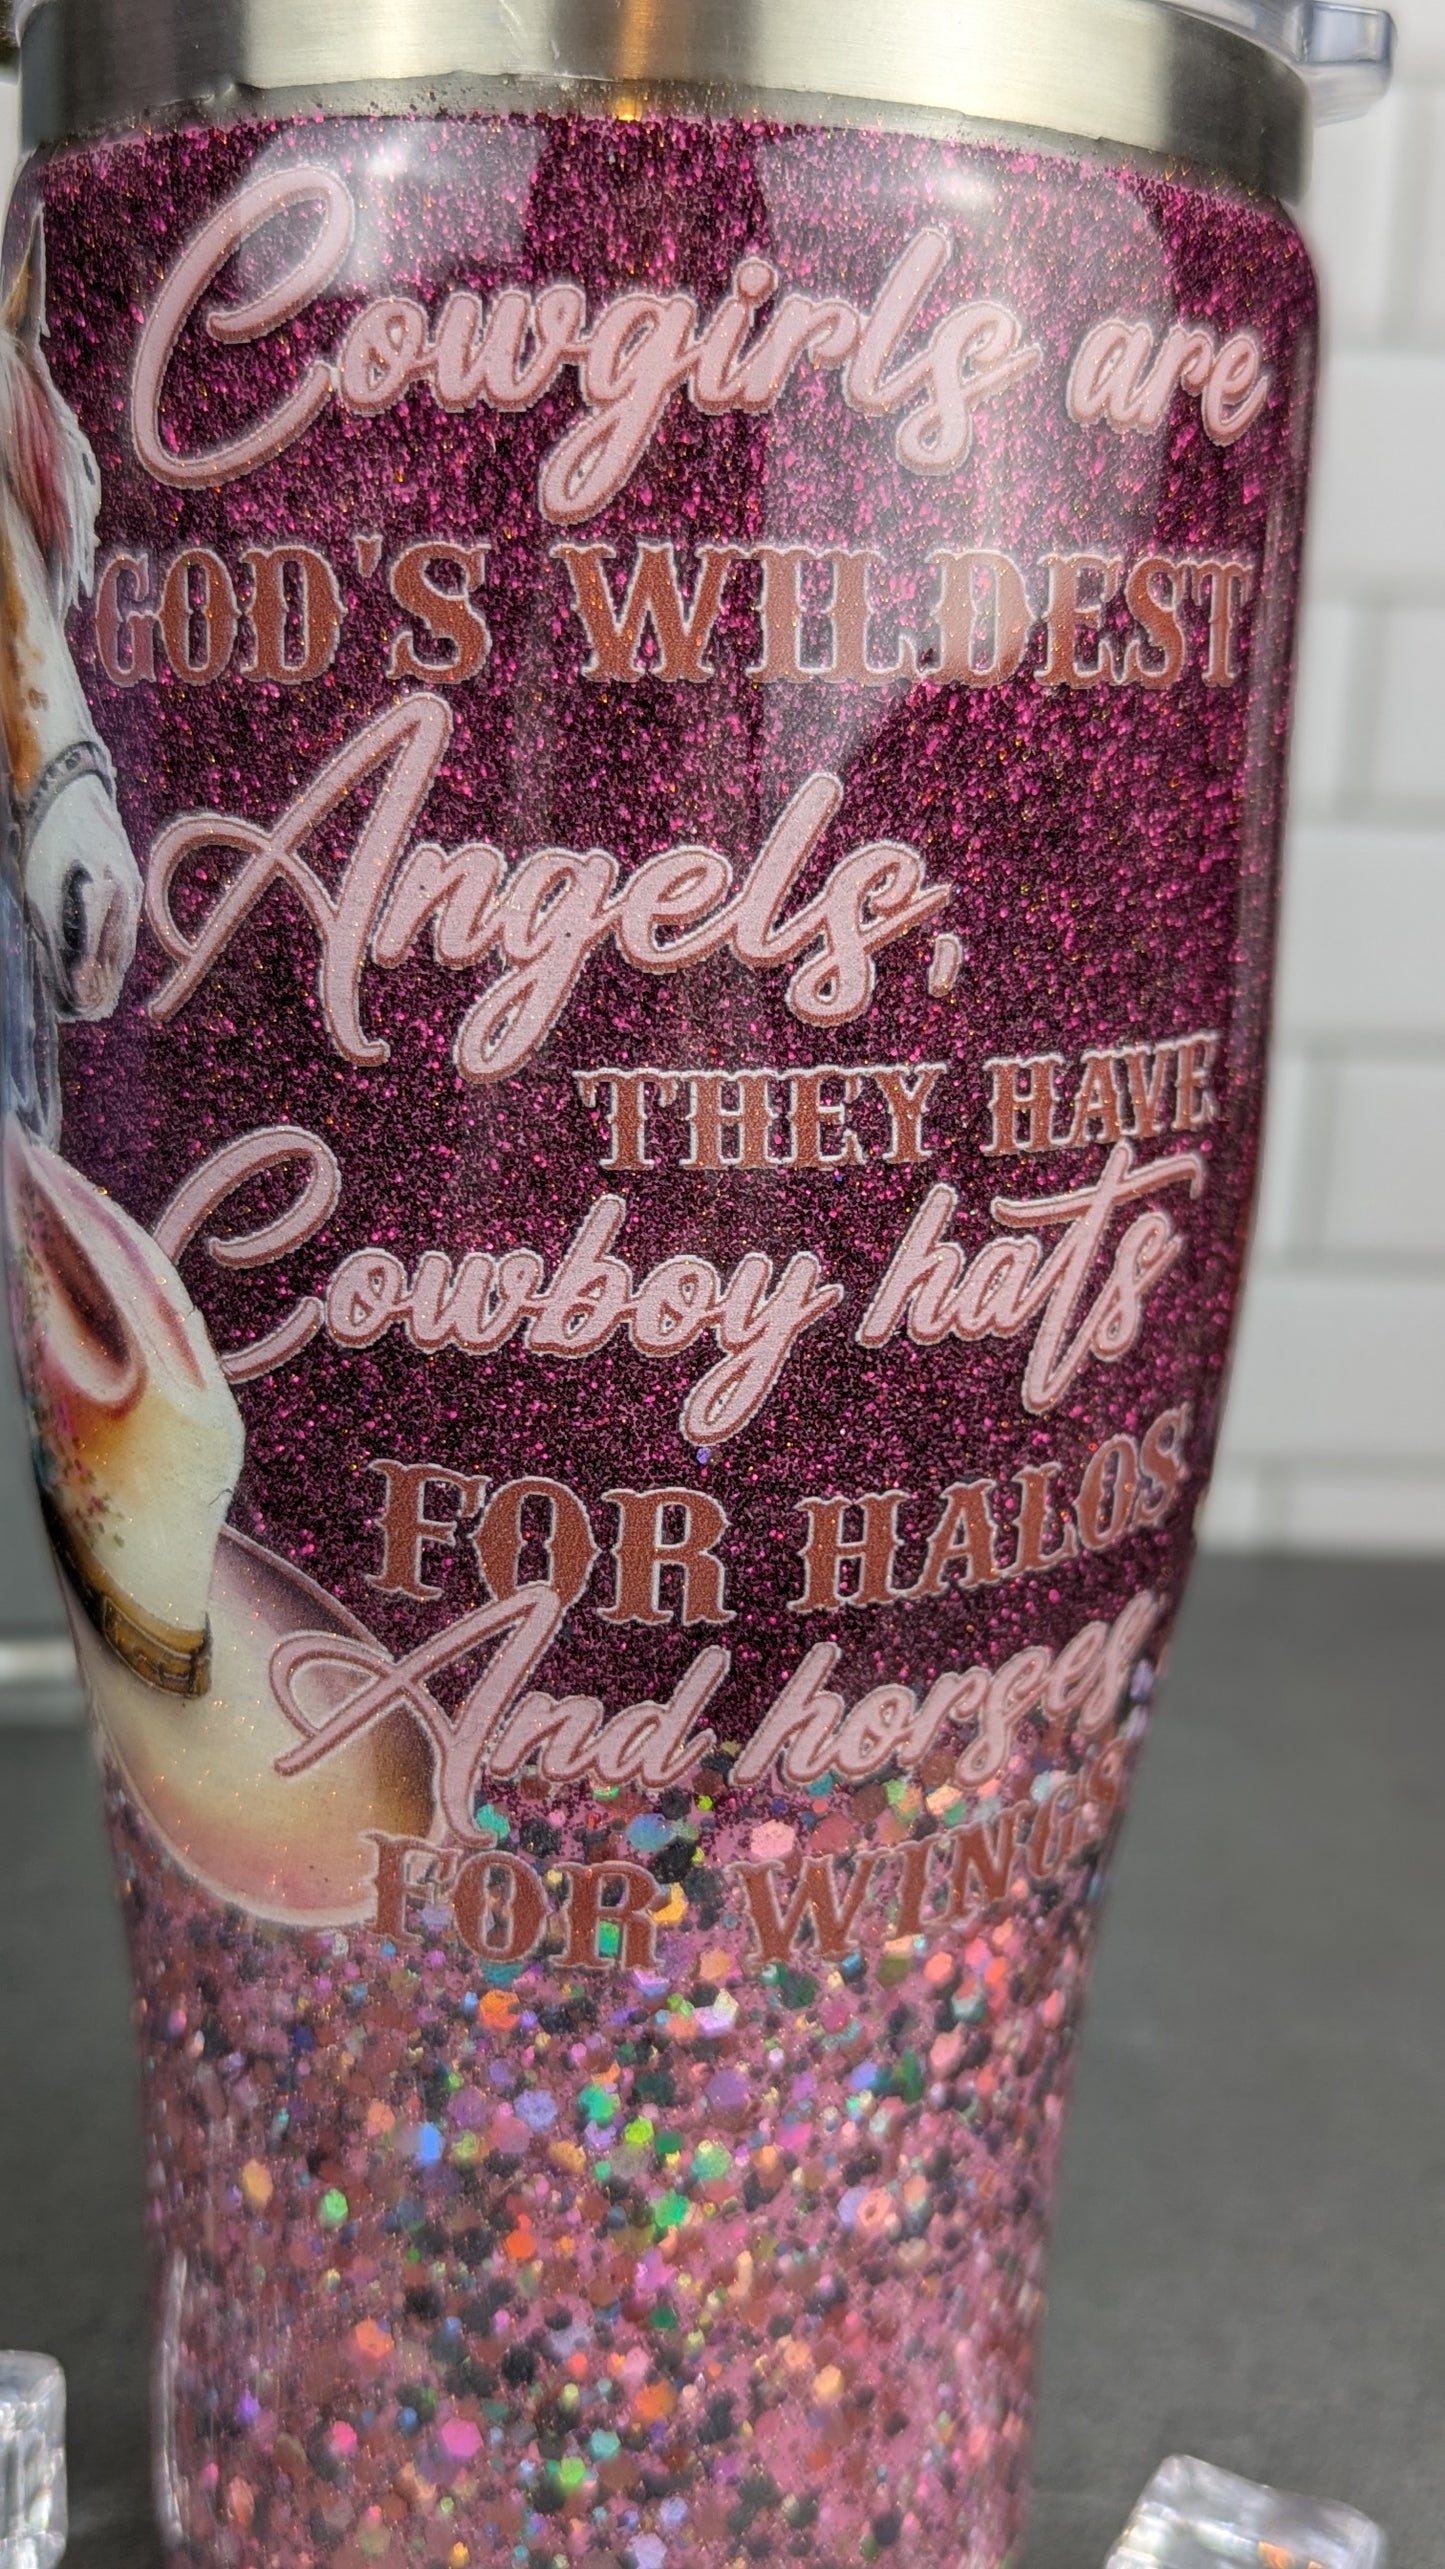 Cowgirls are
GOD'S WILDEST
Angels,
THEY HAVE
Cowboy hats
FOR HALOS
And horses
FOR WINGS